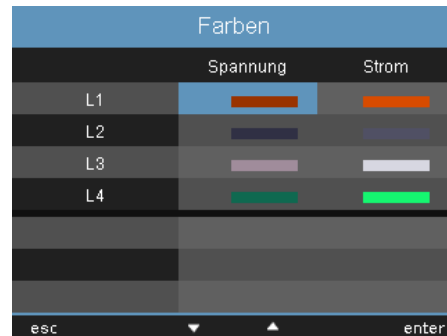 Farben
Spannung Strom
L1
L2
L3
L4
esc enter